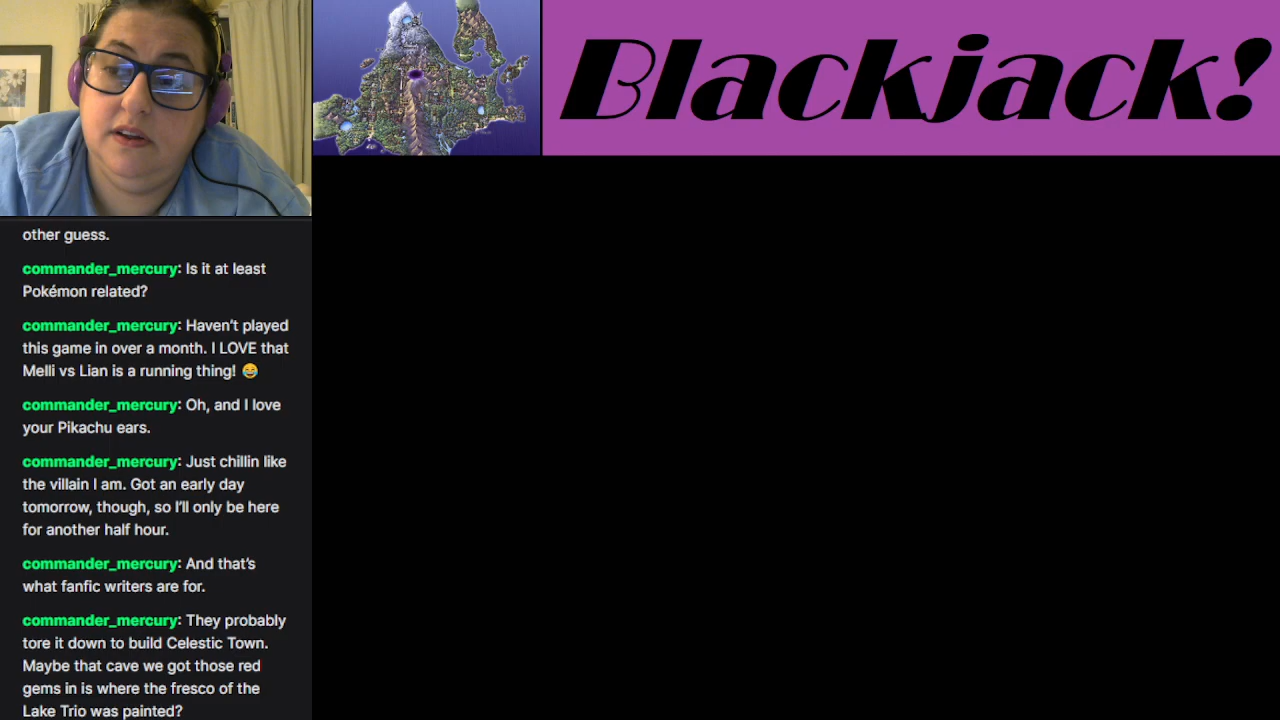 Blackjack!
other guess.
commander_mercury: Is it at least
Pokémon related?
commander_mercury: Haven't played
this game in over a month. I LOVE that
Melli vs Lian is a running thing! 😂
commander_mercury: Oh, and I love
your Pikachu ears.
commander_mercury: Just chillin like
the villain I am. Got an early day
tomorrow, though, so I'll only be here
for another half hour.
commander_mercury: And that's
what fanfic writers are for.
commander_mercury: They probably
tore it down to build Celestic Town.
Maybe that cave we got those red
gems in is where the fresco of the
Lake Trio was painted?